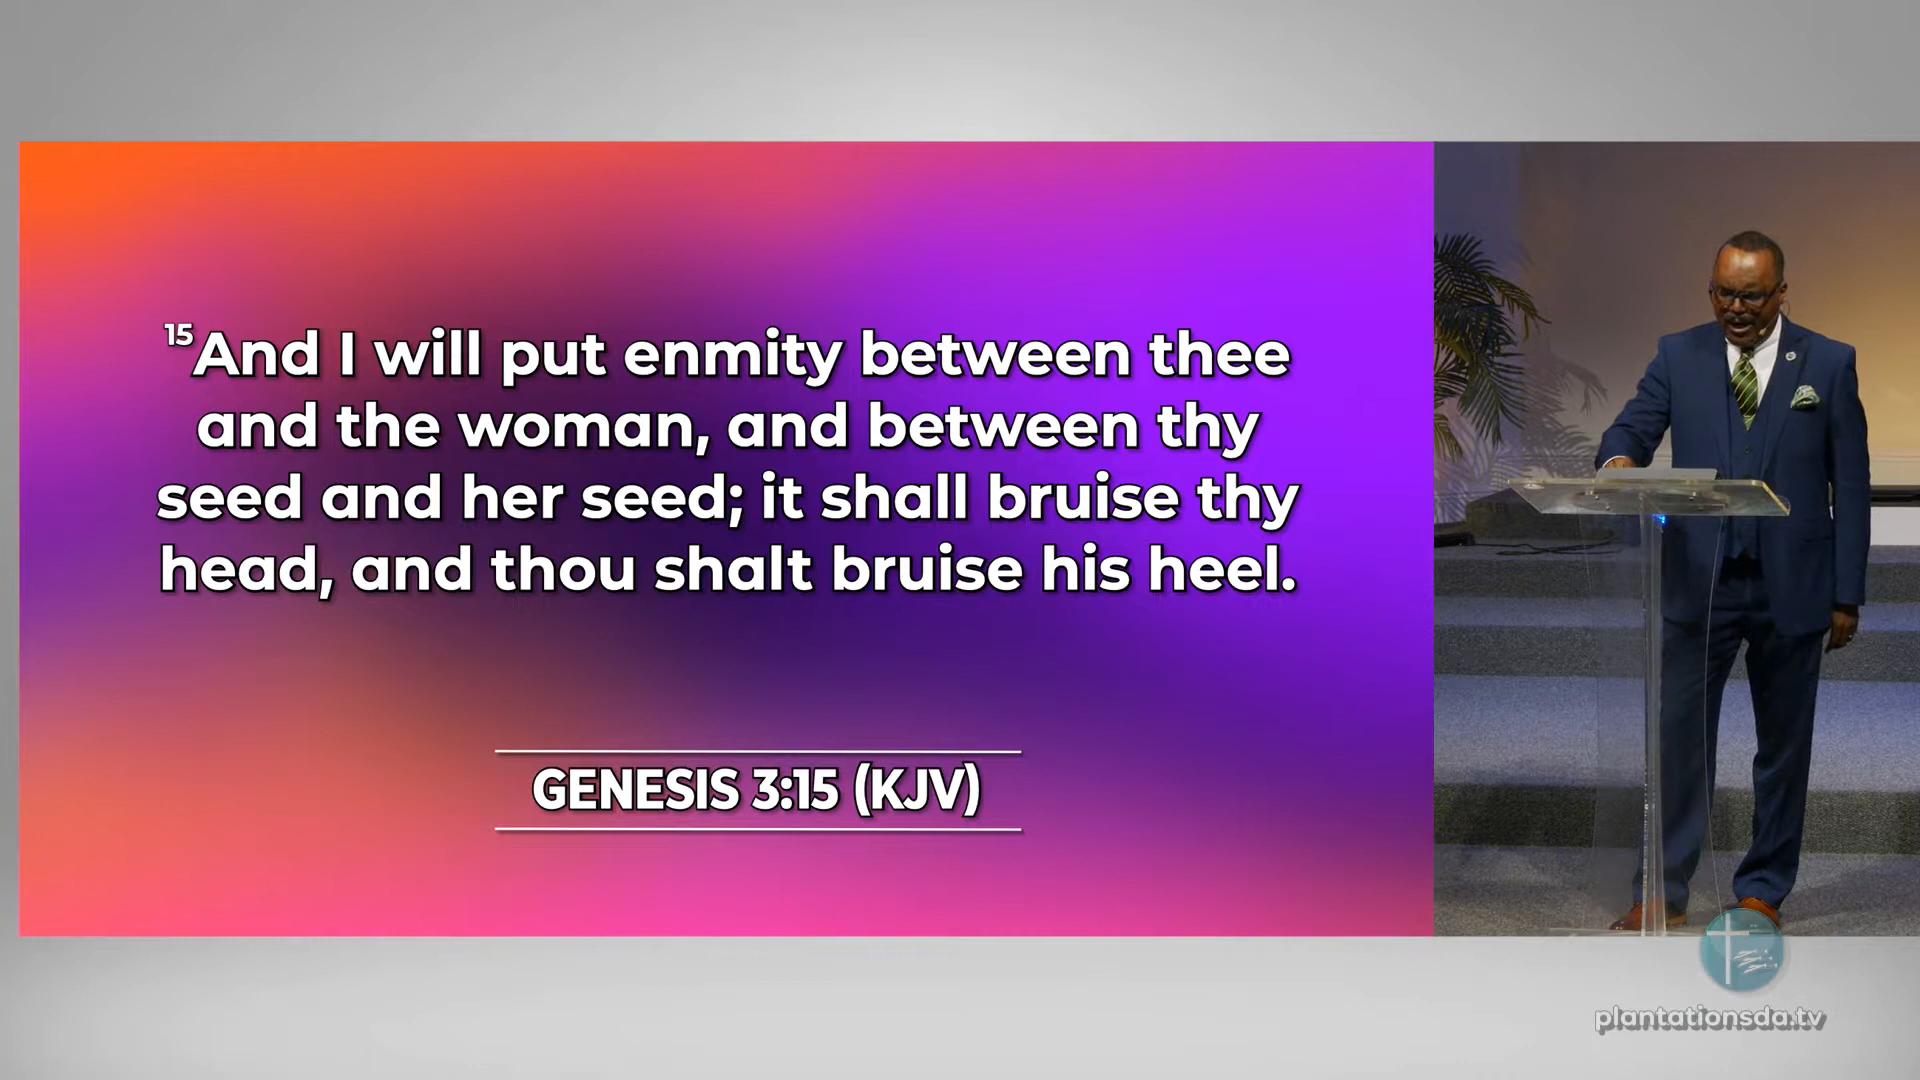 15And I will put enmity between thee
and the woman, and between thy
seed and her seed; it shall bruise thy
head, and thou shalt bruise his heel.
GENESIS 3:15 (KJV)
plantationsda.tv